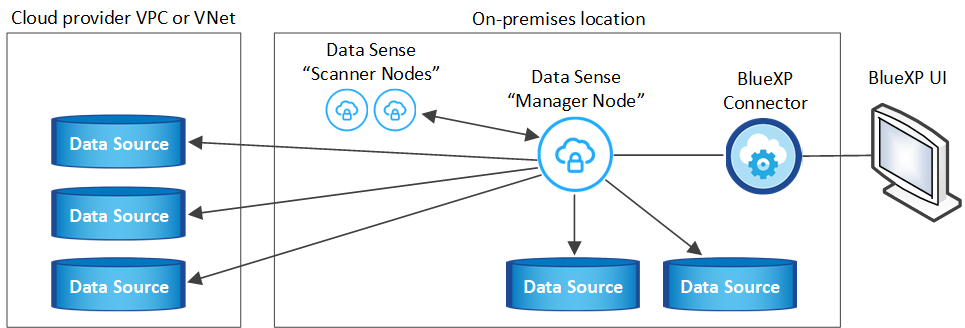 Cloud provider VPC or VNet
On-premises location
Data Sense
“Scanner Nodes”
Data Sense
“Manager Node”
BlueXP
Connector
BlueXP UI
Data Source
Data Source
Data Source
Data Source
Data Source